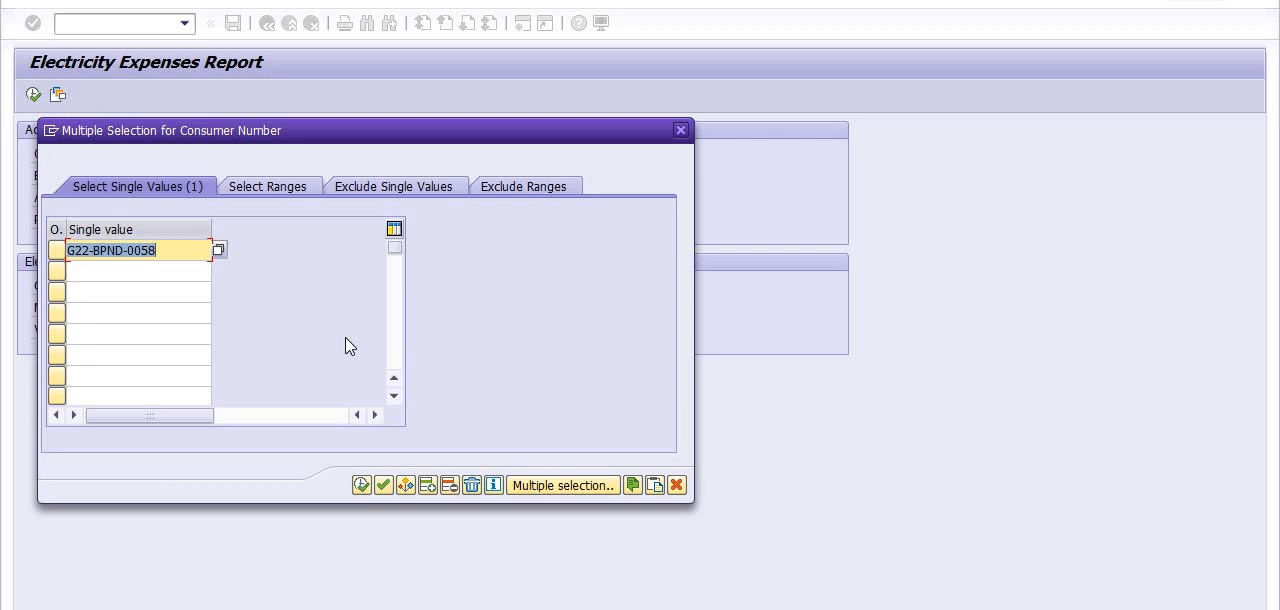 Electricity Expenses Report
Multiple Selection for Consumer Number
Select Single Values (1) Select Ranges Exclude Single Values Exclude Ranges
O. Single value
G22-BPND-0058
Multiple selection..